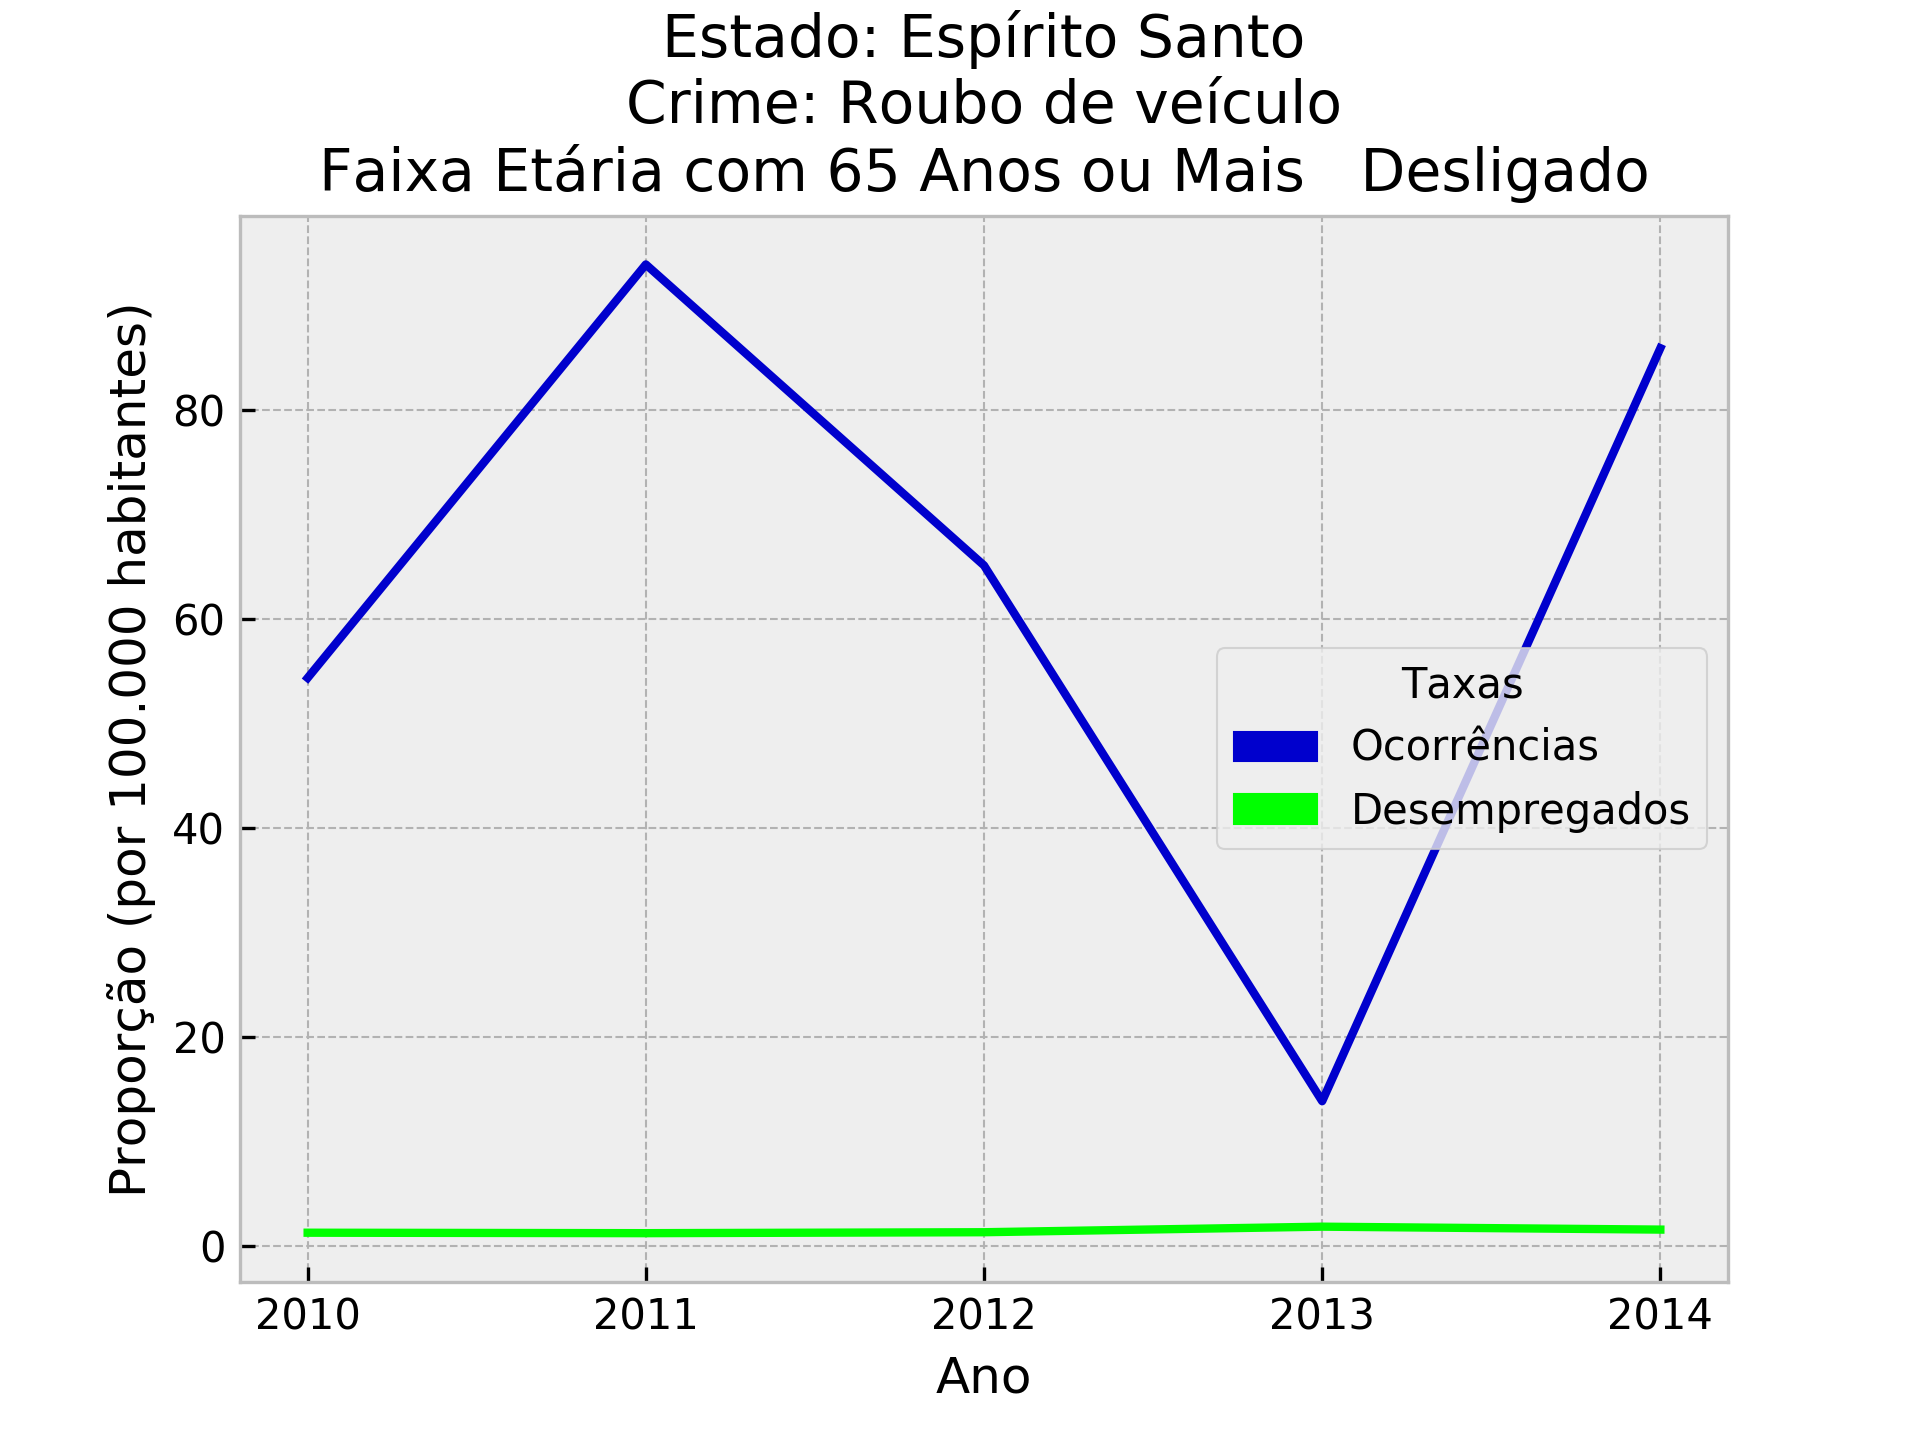 Estado: Espírito Santo
Crime: Roubo de veículo
Faixa Etária com 65 Anos ou Mais   Desligado
Proporção (por 100.000 habitantes)
80
60
40
20
0
Taxas
Ocorrências
Desempregados
2010 2011 2012 2013 2014
Ano